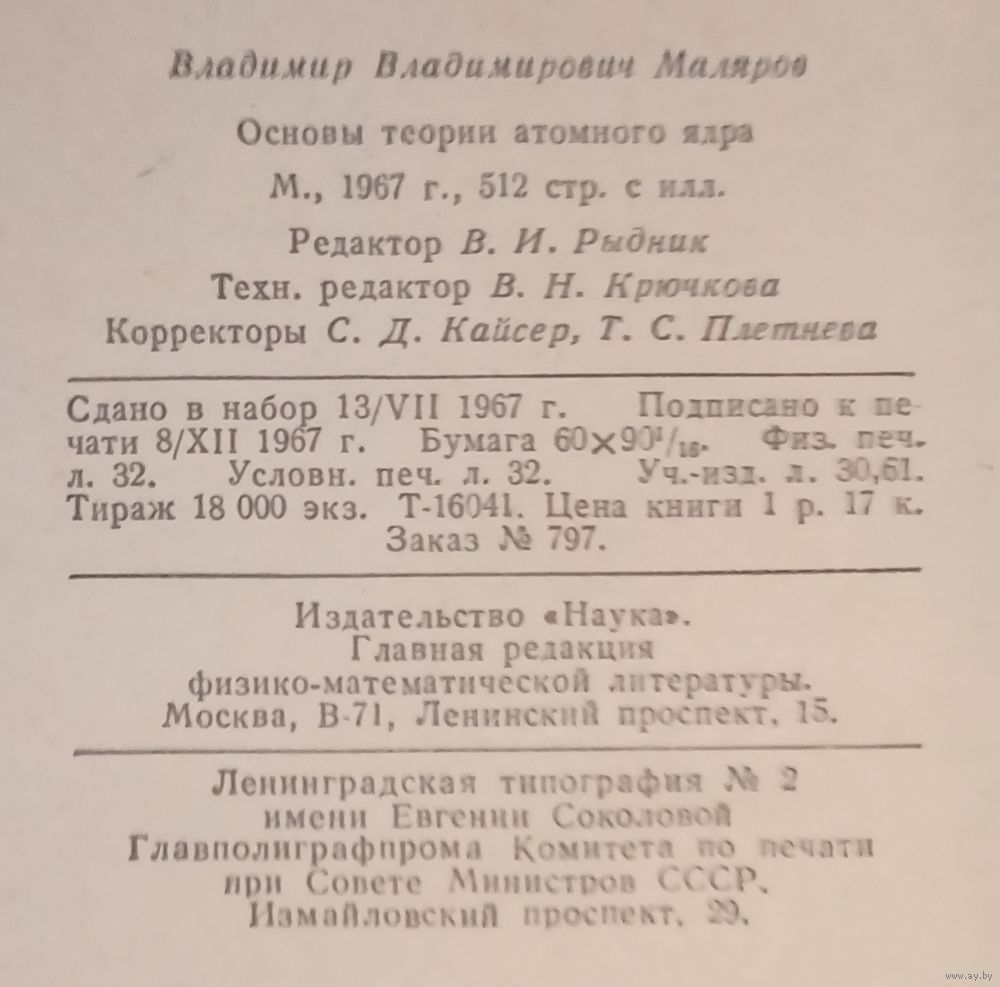 Владимир Владимирович Маляров
Основы теории атомного ядра
М., 1967 г., 512 стр. с илл.
Редактор В. И. Рыдник
Техн. редактор В. Н. Крючкова
Корректоры С. Д. Кайсер, Т. С. Плетнева
Сдано в набор 13/VII 1967 г. Подписано к пе-
чати 8/XII 1967 г. Бумага 60×90¹/₁₆. Физ. печ.
л. 32. Условн. печ. л. 32. Уч.-изд. л. 30,61.
Тираж 18 000 экз. Т-16041. Цена книги 1 р. 17 к.
Заказ № 797.
Издательство «Наука».
Главная редакция
физико-математической литературы.
Москва, В-71, Ленинский проспект, 15.
Ленинградская типография № 2
имени Евгении Соколовой
Главполиграфпрома Комитета по печати
при Совете Министров СССР.
Измайловский проспект, 29.
www.ay.by